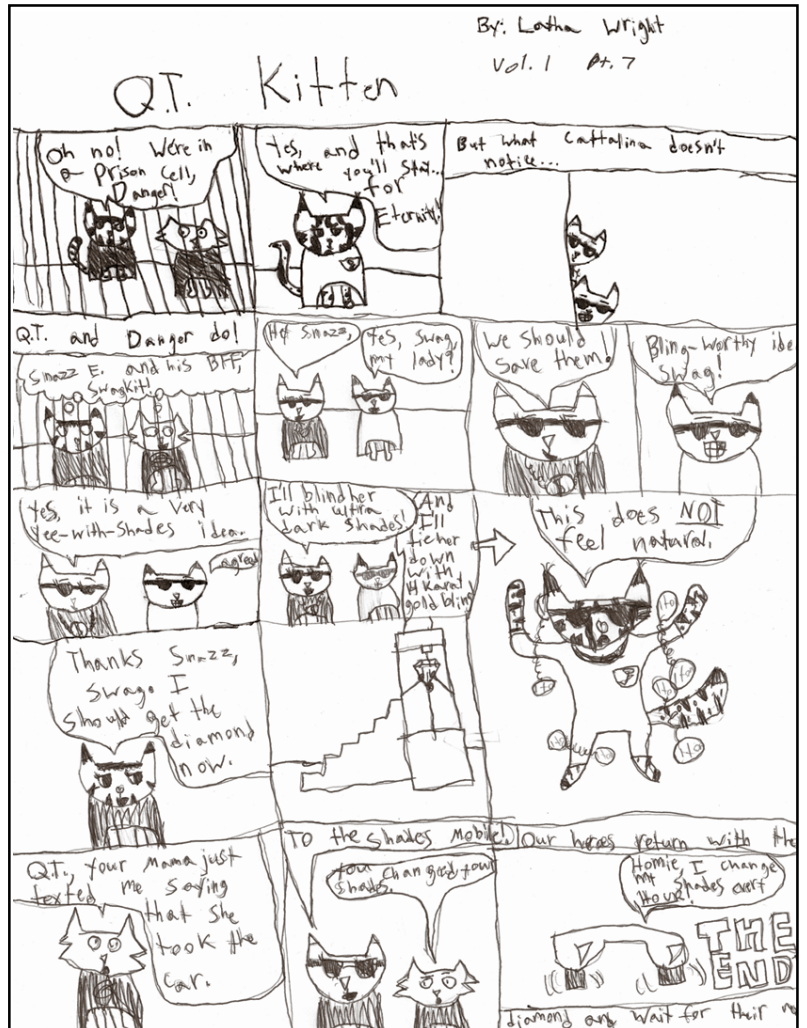 By: Latha Wright
Vol. 1 Pt. 7
Q.T. Kitten
Oh no! We're in
a Prison Cell,
Danger!
Yes, and that's
where you'll stay...
for
Eternity!
But what Cattalina doesn't
notice...
Q.T. and Danger do!
Snazz E. and his BFF,
Swagkit!
Hey Snazz,
Yes, Swag,
my lady?
We should
save them!
Bling-worthy ide
Swag!
Yes, it is a very
Yee-with-Shades idea.
agreed
I'll blind her
with ultra
dark shades!
And
I'll
tie her
down
with
14 karat
gold bling
This does NOT
feel natural.
Thanks Snazz,
Swag. I
should get the
diamond
now.
Q.T., your mama just
texted me saying
that she
took the
car.
To the Shades Mobile!
You changed your
shades.
Our heroes return with the
Homie, I change
my shades every
Hour!
THE
END
diamond and wait for their n